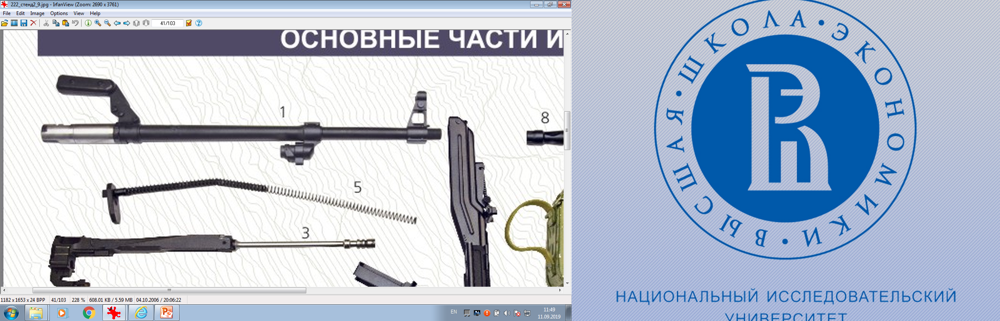 222_стенд2_9.jpg - IrfanView (Zoom: 2690 x 3761)
File Edit Image Options View Help
41/103
ОСНОВНЫЕ ЧАСТИ И
1
8
5
3
1182 x 1653 x 24 BPP 41/103 228 % 608.01 KB / 5.59 MB 04.10.2006 / 20:06:22
EN
11:49
11.09.2019
ВЫСШАЯ • ШКОЛА • ЭКОНОМИКИ •
НАЦИОНАЛЬНЫЙ ИССЛЕДОВАТЕЛЬСКИЙ
УНИВЕРСИТЕТ